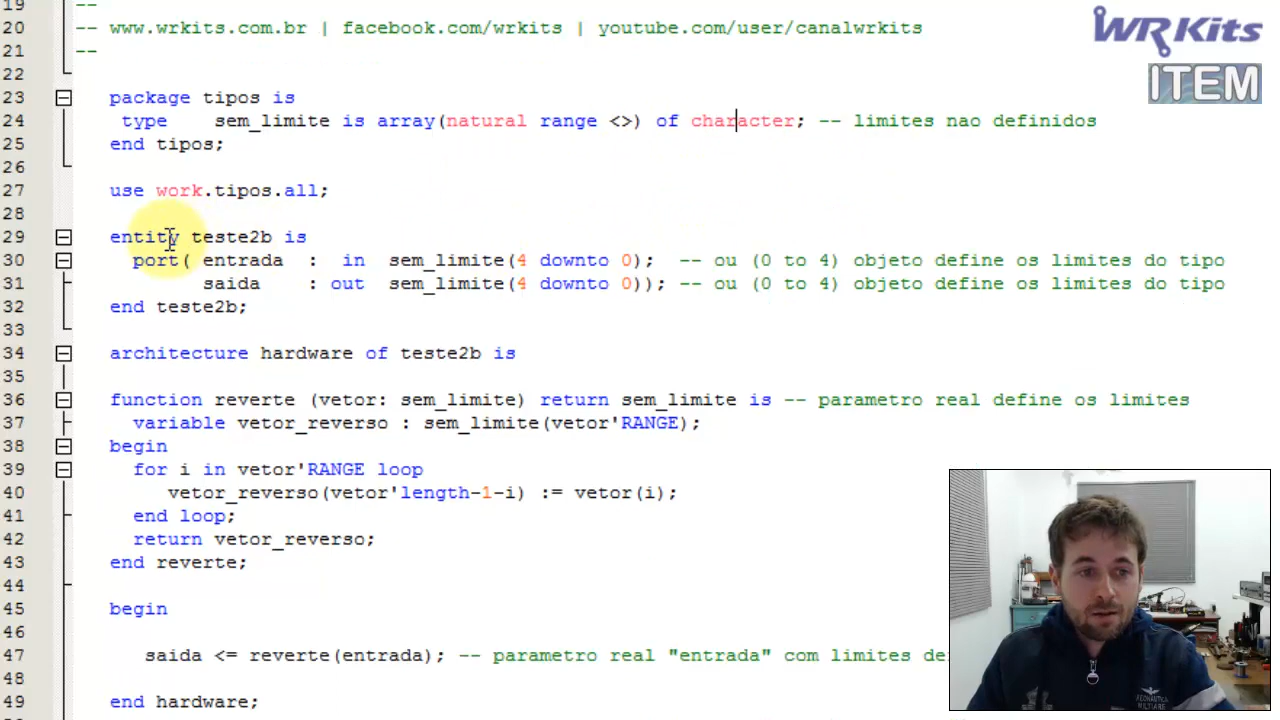 19 --
20 -- www.wrkits.com.br | facebook.com/wrkits | youtube.com/user/canalwrkits
21 --
22
23 package tipos is
24 type sem_limite is array(natural range <>) of character; -- limites nao definidos
25 end tipos;
26
27 use work.tipos.all;
28
29 entity teste2b is
30 port( entrada : in sem_limite(4 downto 0); -- ou (0 to 4) objeto define os limites do tipo
31 saida : out sem_limite(4 downto 0)); -- ou (0 to 4) objeto define os limites do tipo
32 end teste2b;
33
34 architecture hardware of teste2b is
35
36 function reverte (vetor: sem_limite) return sem_limite is -- parametro real define os limites
37 variable vetor_reverso : sem_limite(vetor'RANGE);
38 begin
39 for i in vetor'RANGE loop
40 vetor_reverso(vetor'length-1-i) := vetor(i);
41 end loop;
42 return vetor_reverso;
43 end reverte;
44
45 begin
46
47 saida <= reverte(entrada); -- parametro real "entrada" com limites
48
49 end hardware;
WRKits
ITEM